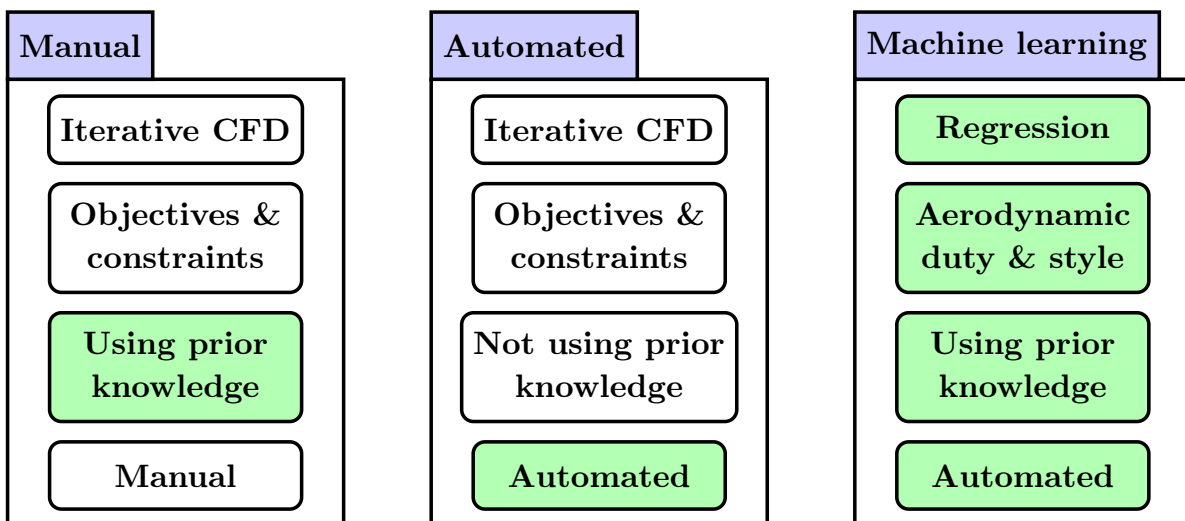 Manual
Iterative CFD
Objectives &
constraints
Using prior
knowledge
Manual
Automated
Iterative CFD
Objectives &
constraints
Not using prior
knowledge
Automated
Machine learning
Regression
Aerodynamic
duty & style
Using prior
knowledge
Automated